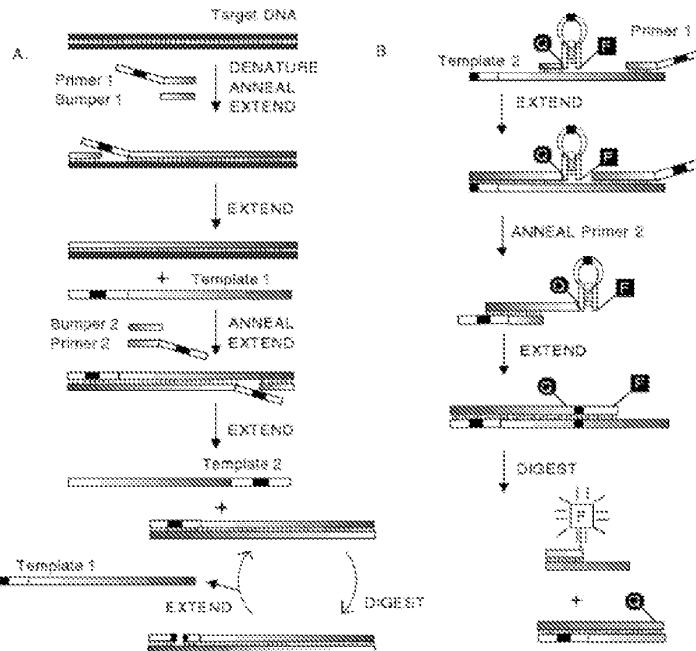 A.
Target DNA
Primer 1
Bumper 1
DENATURE
ANNEAL
EXTEND
EXTEND
+
Template 1
Bumper 2
Primer 2
ANNEAL
EXTEND
EXTEND
Template 2
+
Template 1
EXTEND
DIGEST
B.
Q
F
Primer 1
Template 2
EXTEND
Q
F
ANNEAL Primer 2
Q
F
EXTEND
Q
F
DIGEST
F
+
Q